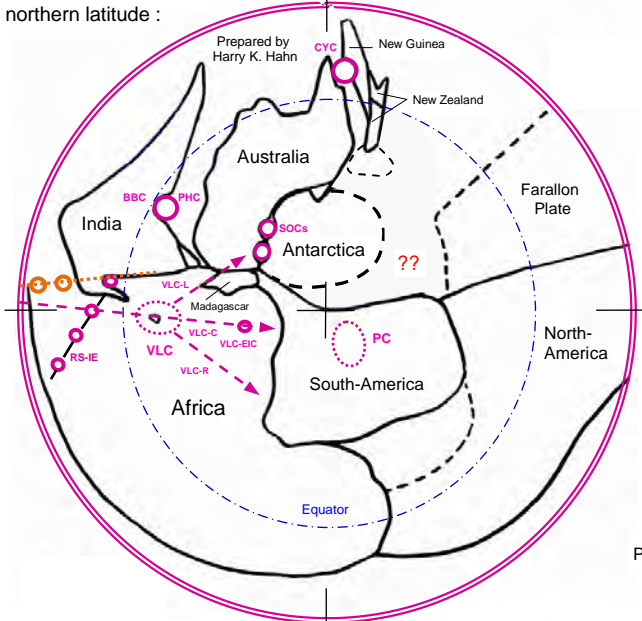 northern latitude :
Prepared by
Harry K. Hahn
CYC
New Guinea
New Zealand
Australia
Farallon
Plate
BBC
PHC
India
SOCs
Antarctica
??
VLC-L
Madagascar
VLC-C
VLC-EIC
VLC
RS-IE
VLC-R
PC
North-
America
South-America
Africa
Equator
P